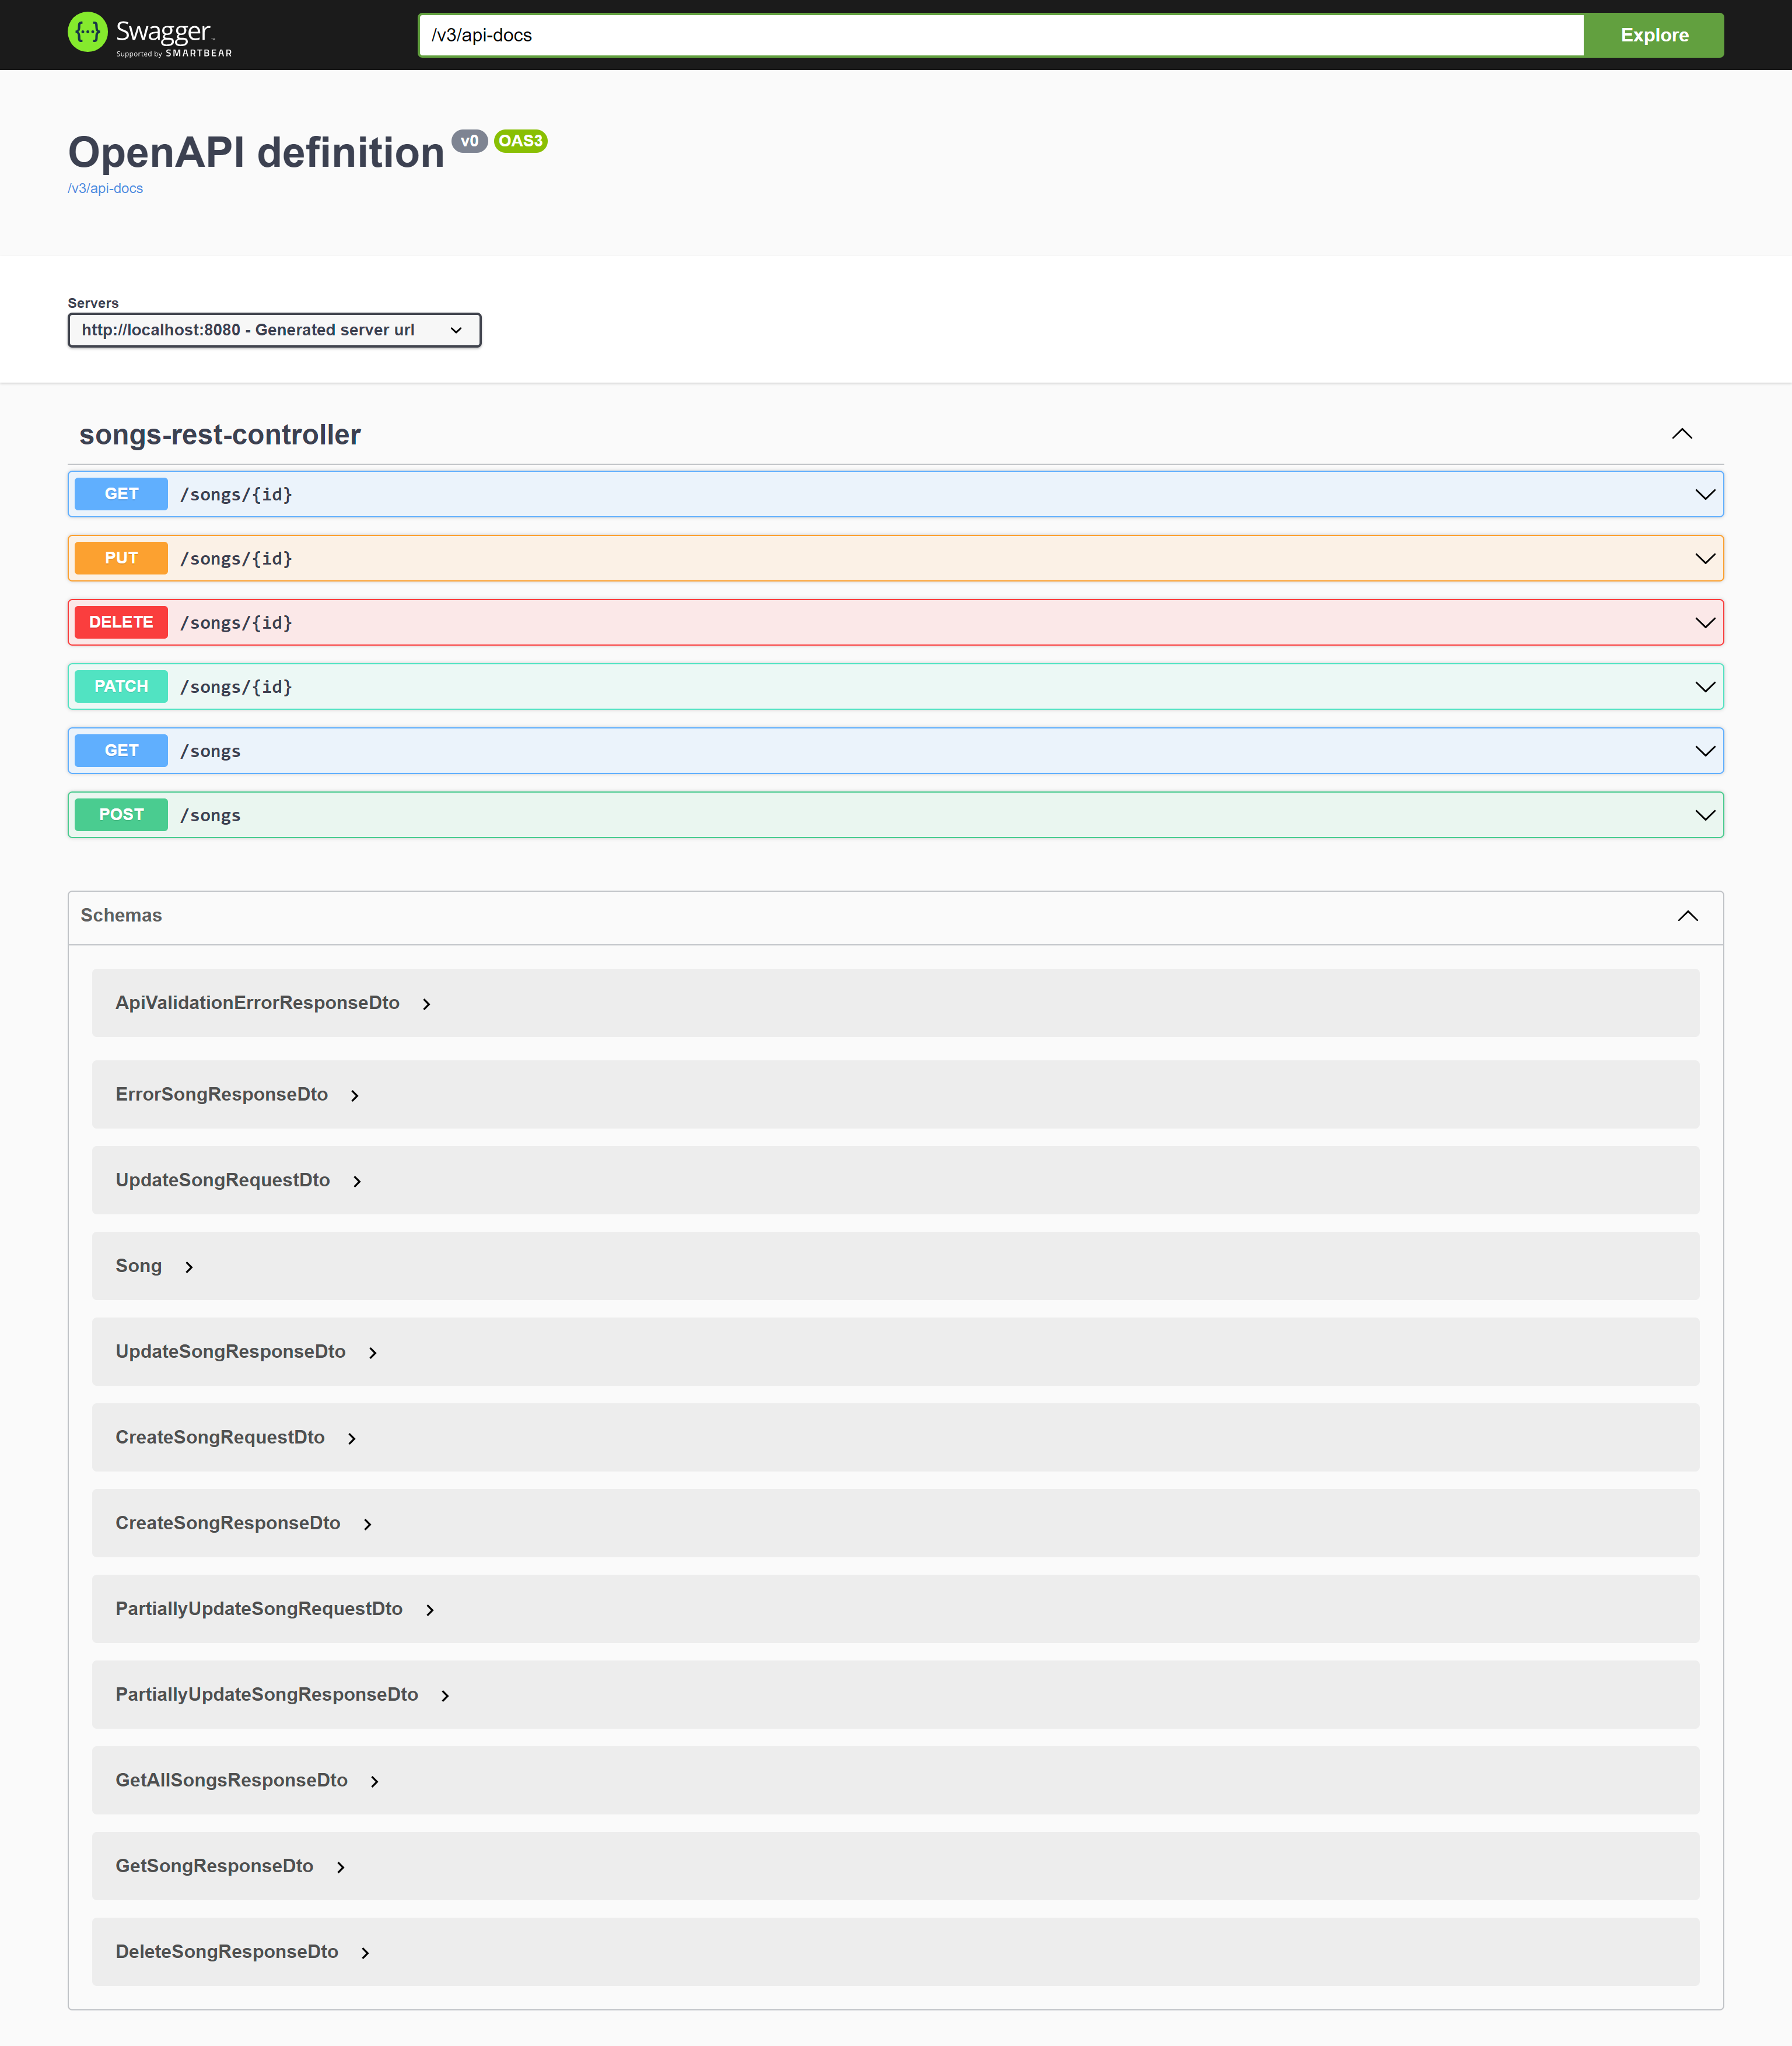 {···} Swagger™
Supported by SMARTBEAR
/v3/api-docs
Explore
OpenAPI definition v0 OAS3
/v3/api-docs
Servers
http://localhost:8080 - Generated server url
songs-rest-controller
GET /songs/{id}
PUT /songs/{id}
DELETE /songs/{id}
PATCH /songs/{id}
GET /songs
POST /songs
Schemas
ApiValidationErrorResponseDto
ErrorSongResponseDto
UpdateSongRequestDto
Song
UpdateSongResponseDto
CreateSongRequestDto
CreateSongResponseDto
PartiallyUpdateSongRequestDto
PartiallyUpdateSongResponseDto
GetAllSongsResponseDto
GetSongResponseDto
DeleteSongResponseDto